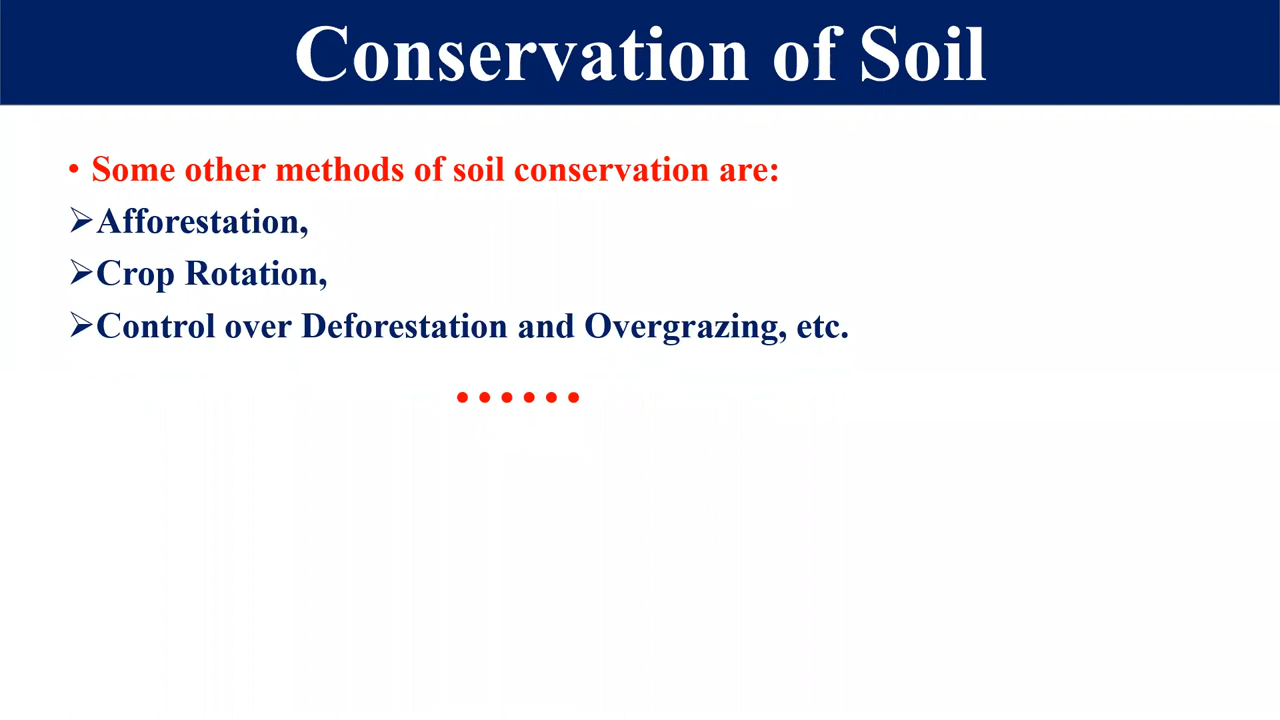 Conservation of Soil
• Some other methods of soil conservation are:
➢Afforestation,
➢Crop Rotation,
➢Control over Deforestation and Overgrazing, etc.
••••••